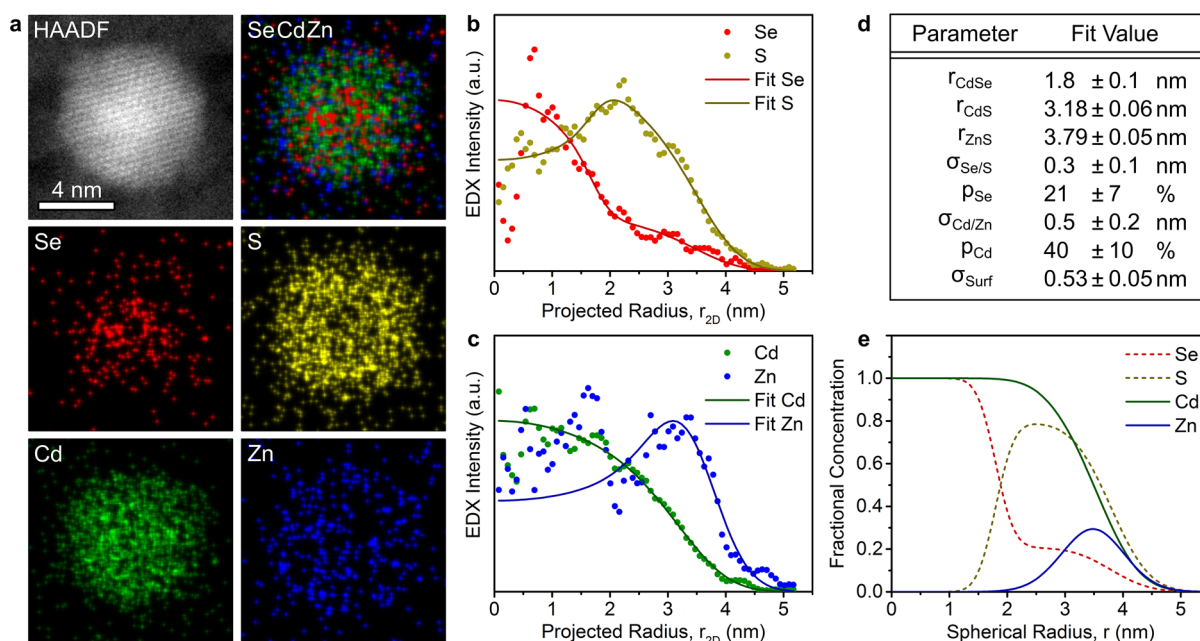 a
HAADF
4 nm
SeCdZn
Se
S
Cd
Zn
b
EDX Intensity (a.u.)
Se
S
Fit Se
Fit S
0 1 2 3 4 5
Projected Radius, r2D (nm)
c
EDX Intensity (a.u.)
Cd
Zn
Fit Cd
Fit Zn
0 1 2 3 4 5
Projected Radius, r2D (nm)
d
Parameter Fit Value
rCdSe 1.8 ± 0.1 nm
rCdS 3.18 ± 0.06 nm
rZnS 3.79 ± 0.05 nm
σSe/S 0.3 ± 0.1 nm
pSe 21 ± 7 %
σCd/Zn 0.5 ± 0.2 nm
pCd 40 ± 10 %
σSurf 0.53 ± 0.05 nm
e
Fractional Concentration
1.0
0.8
0.6
0.4
0.2
0.0
Se
S
Cd
Zn
0 1 2 3 4 5
Spherical Radius, r (nm)